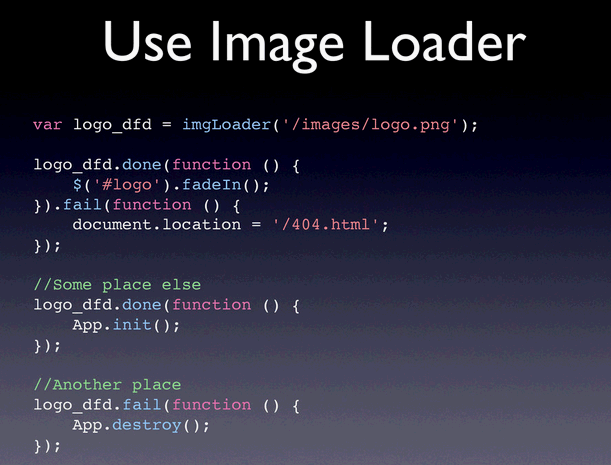 Use Image Loader
var logo_dfd = imgLoader('/images/logo.png');
logo_dfd.done(function () {
    $('#logo').fadeIn();
}).fail(function () {
    document.location = '/404.html';
});
//Some place else
logo_dfd.done(function () {
    App.init();
});
//Another place
logo_dfd.fail(function () {
    App.destroy();
});